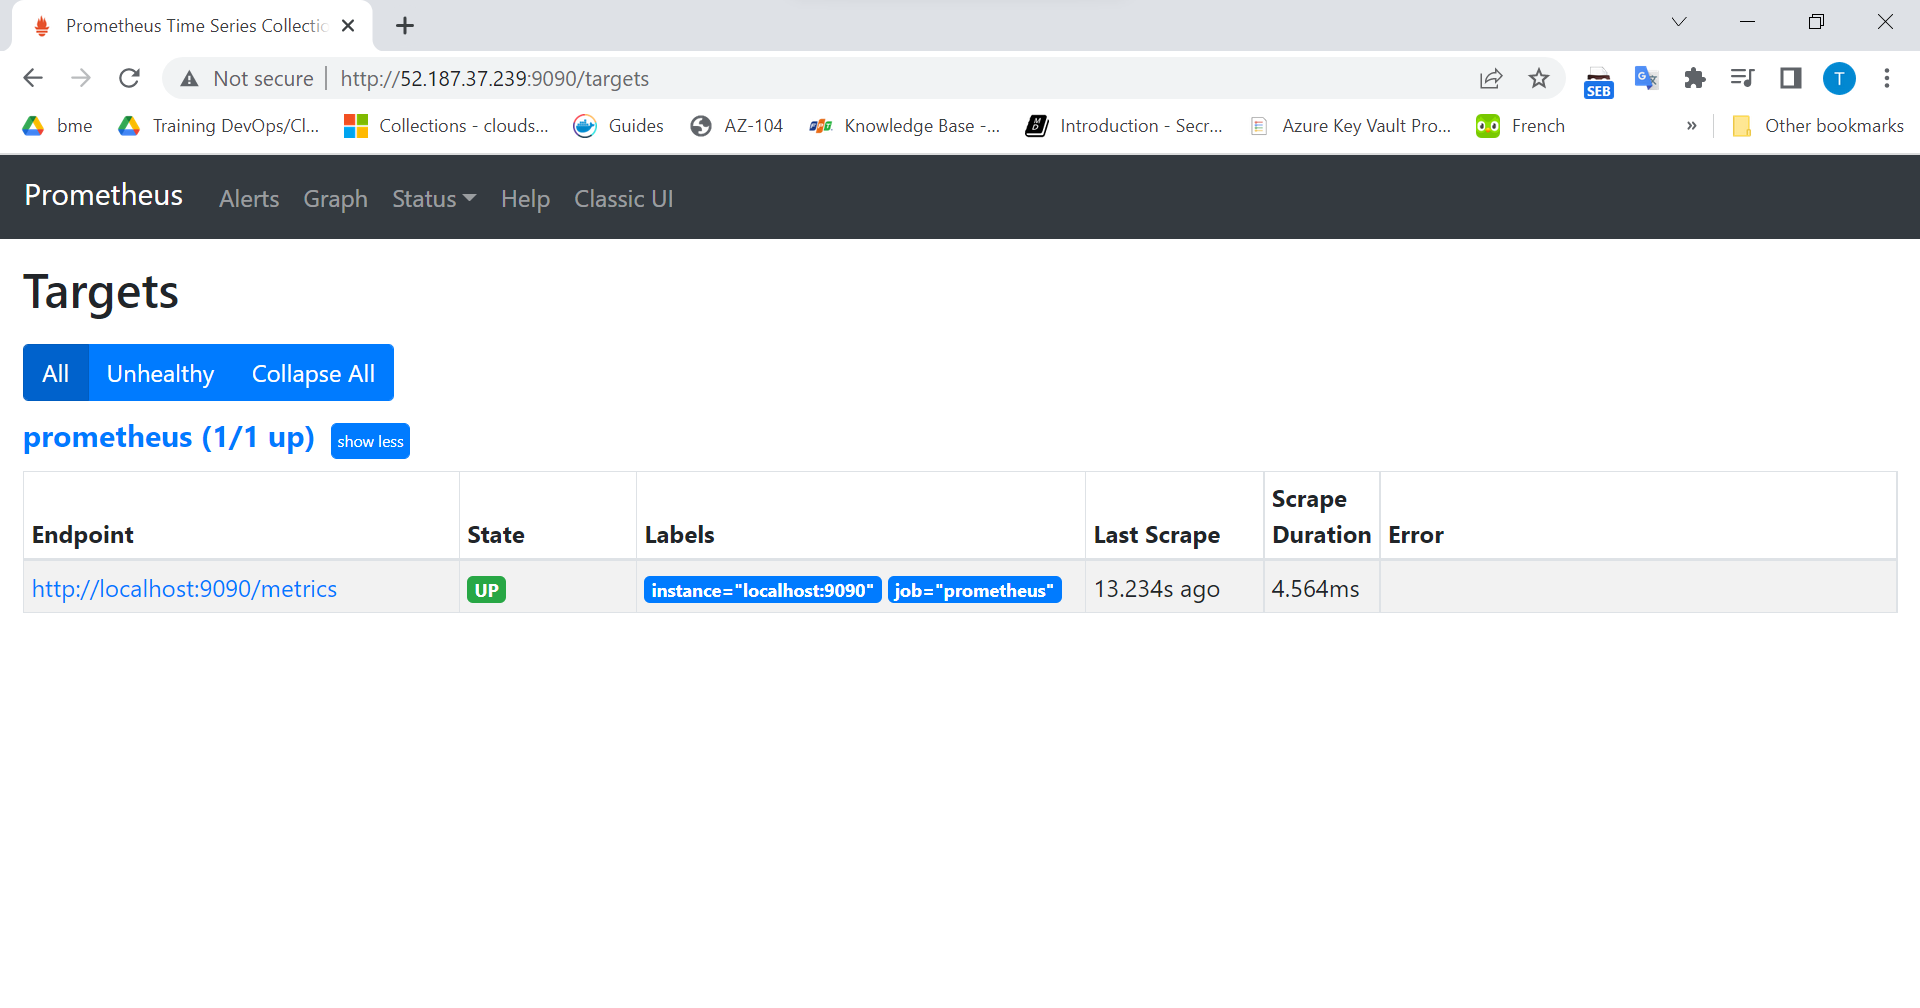 Prometheus Time Series Collectio
Not secure http://52.187.37.239:9090/targets
SEB
T
bme Training DevOps/Cl... Collections - clouds... Guides AZ-104 Knowledge Base -... Introduction - Secr... Azure Key Vault Pro... French » Other bookmarks
Prometheus Alerts Graph Status Help Classic UI
Targets
All Unhealthy Collapse All
prometheus (1/1 up) show less
Endpoint State Labels Last Scrape Scrape Duration Error
http://localhost:9090/metrics UP instance="localhost:9090" job="prometheus" 13.234s ago 4.564ms